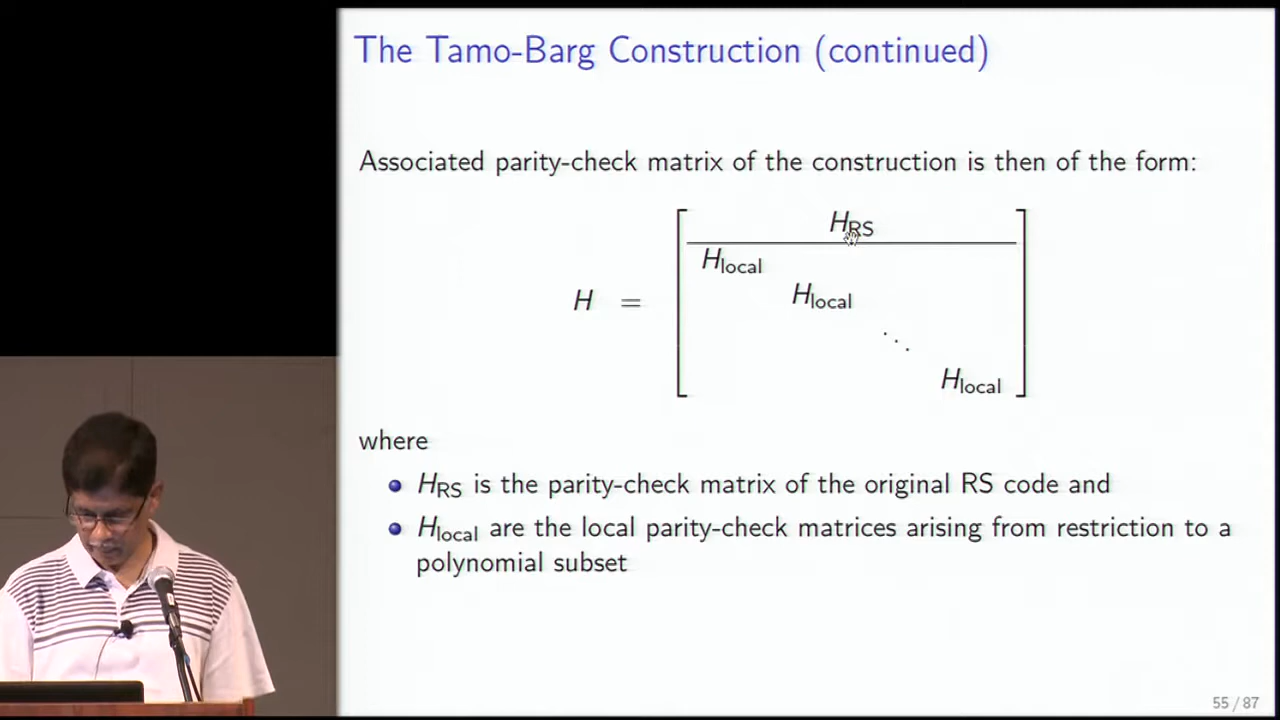 The Tamo-Barg Construction (continued)
Associated parity-check matrix of the construction is then of the form:
H_RS
H_local
H_local
H =
⋱
H_local
where
• H_RS is the parity-check matrix of the original RS code and
• H_local are the local parity-check matrices arising from restriction to a
polynomial subset
55 / 87